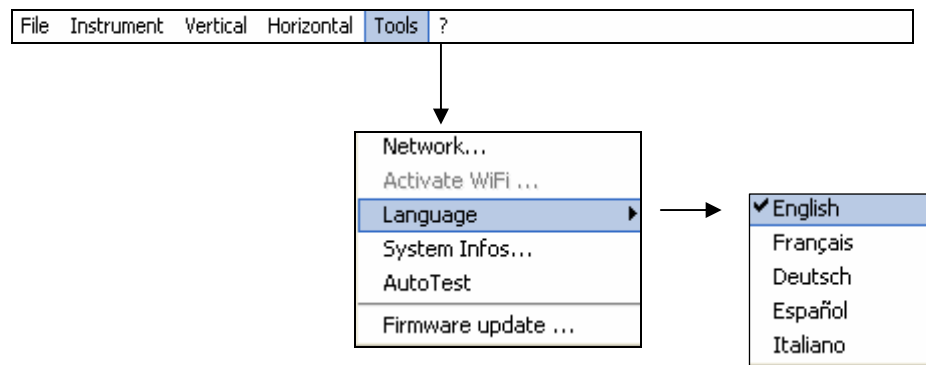 File Instrument Vertical Horizontal Tools ?
Network...
Activate WiFi ...
Language
System Infos...
AutoTest
Firmware update ...
English
Français
Deutsch
Español
Italiano